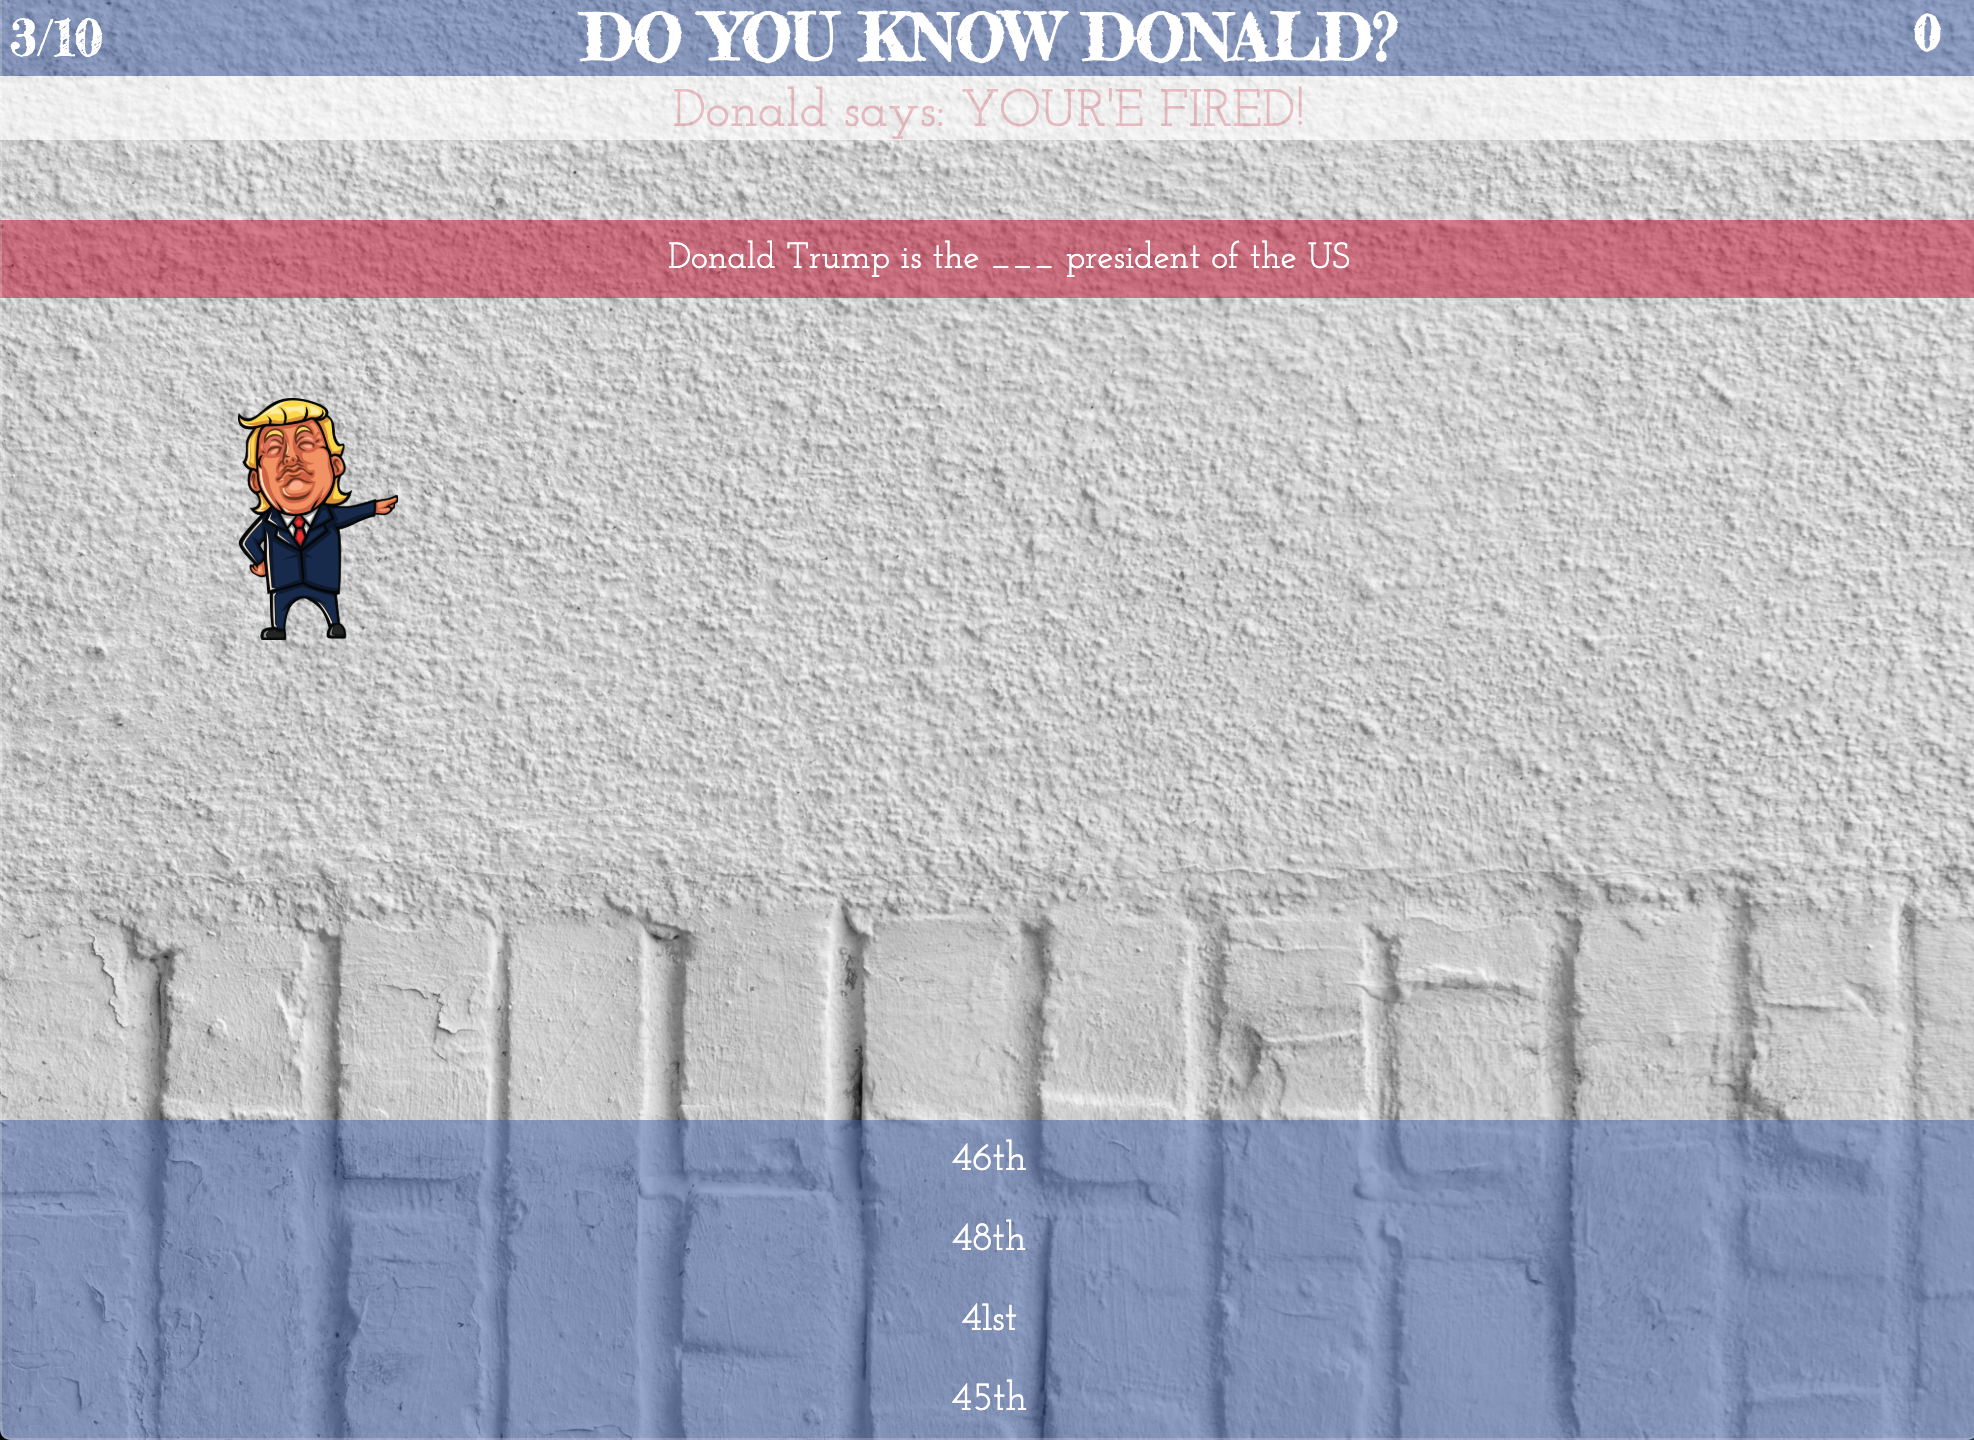 3/10
DO YOU KNOW DONALD?
0
Donald says: YOUR'E FIRED!
Donald Trump is the ___ president of the US
46th
48th
41st
45th